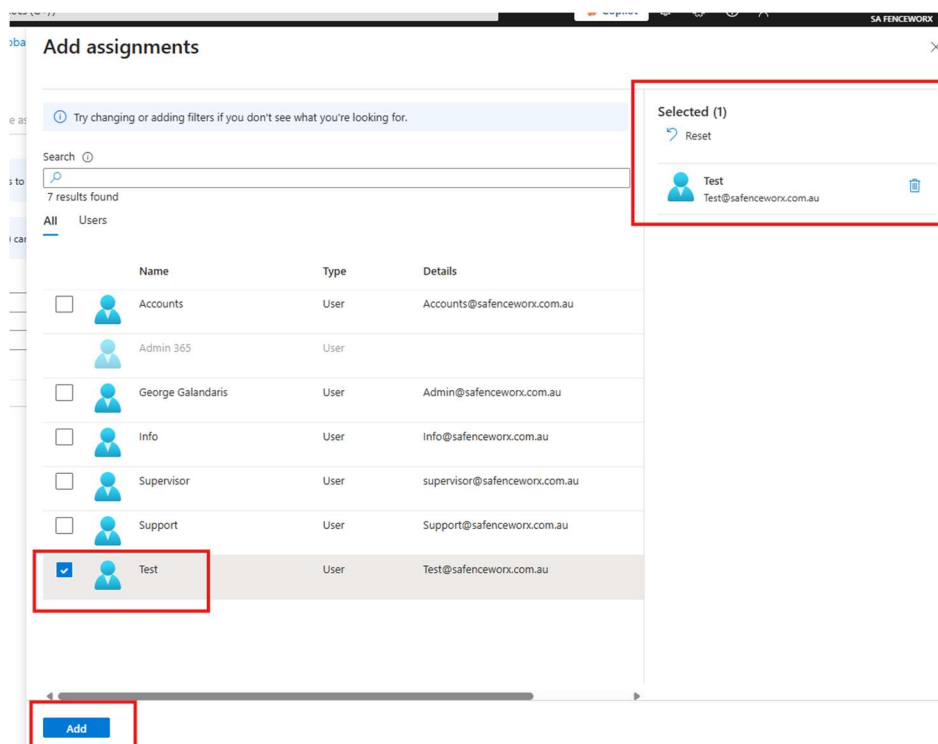 SA FENCEWORX
Add assignments
Try changing or adding filters if you don't see what you're looking for.
Search
7 results found
All Users
Name Type Details
Accounts User Accounts@safenceworx.com.au
Admin 365 User
George Galandaris User Admin@safenceworx.com.au
Info User Info@safenceworx.com.au
Supervisor User supervisor@safenceworx.com.au
Support User Support@safenceworx.com.au
Test User Test@safenceworx.com.au
Add
Selected (1)
Reset
Test
Test@safenceworx.com.au